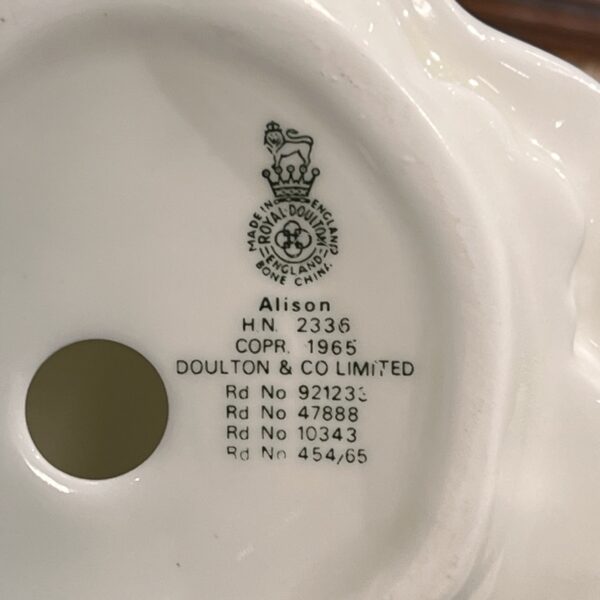 MADE IN ENGLAND
ROYAL DOULTON
ENGLAND
BONE CHINA
Alison
H.N. 2336
COPR. 1965
DOULTON & CO LIMITED
Rd No 921233
Rd No 47888
Rd No 10343
Rd No 454/65